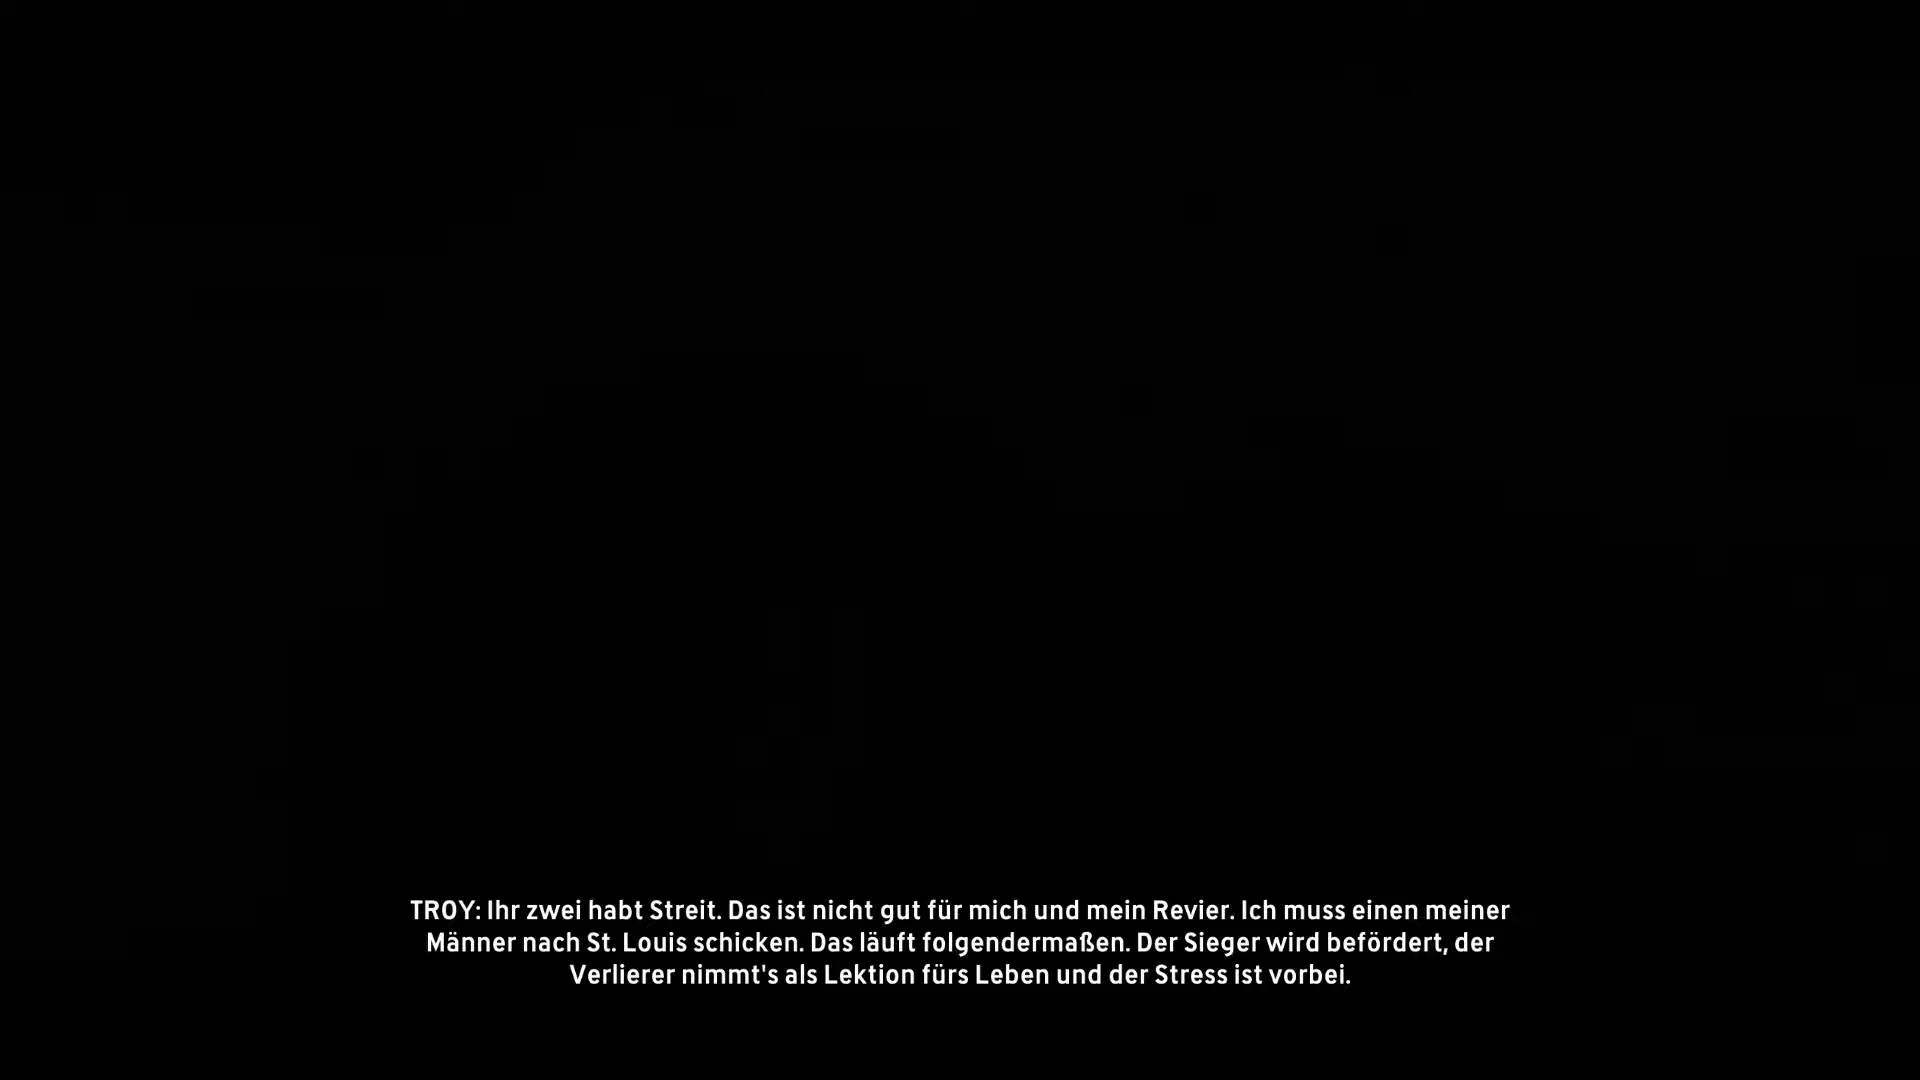 TROY: Ihr zwei habt Streit. Das ist nicht gut für mich und mein Revier. Ich muss einen meiner
Männer nach St. Louis schicken. Das läuft folgendermaßen. Der Sieger wird befördert, der
Verlierer nimmt's als Lektion fürs Leben und der Stress ist vorbei.